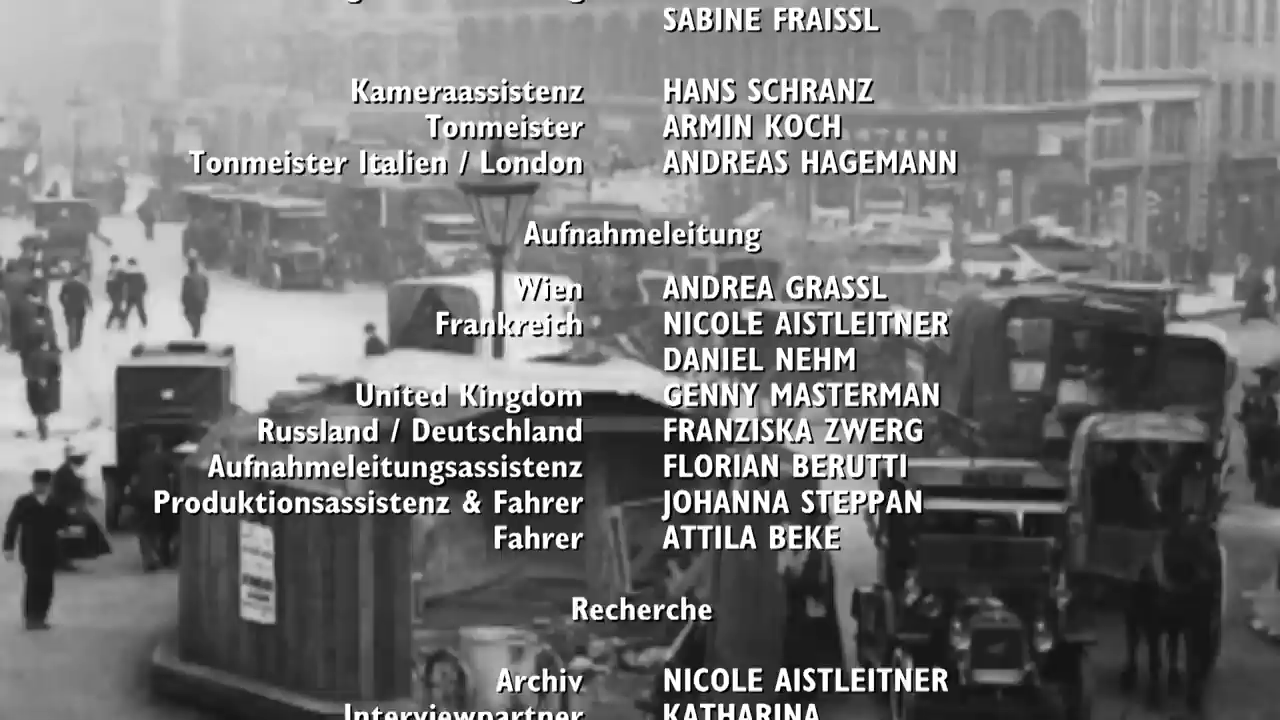 SABINE FRAISSL
Kameraassistenz HANS SCHRANZ
Tonmeister ARMIN KOCH
Tonmeister Italien / London ANDREAS HAGEMANN
Aufnahmeleitung
Wien ANDREA GRASSL
Frankreich NICOLE AISTLEITNER
DANIEL NEHM
United Kingdom GENNY MASTERMAN
Russland / Deutschland FRANZISKA ZWERG
Aufnahmeleitungsassistenz FLORIAN BERUTTI
Produktionsassistenz & Fahrer JOHANNA STEPPAN
Fahrer ATTILA BEKE
Recherche
Archiv NICOLE AISTLEITNER
Interviewpartner KATHARINA